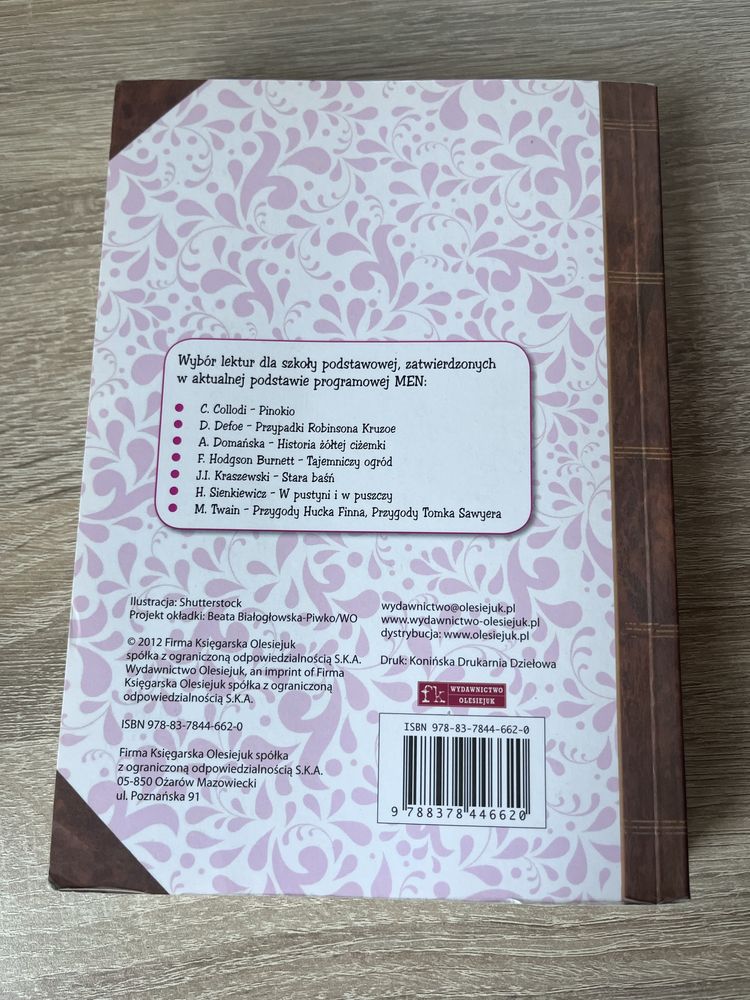 Wybór lektur dla szkoły podstawowej, zatwierdzonych
w aktualnej podstawie programowej MEN:
• C. Collodi – Pinokio
• D. Defoe – Przypadki Robinsona Kruzoe
• A. Domańska – Historia żółtej ciżemki
• F. Hodgson Burnett – Tajemniczy ogród
• J.I. Kraszewski – Stara baśń
• H. Sienkiewicz – W pustyni i w puszczy
• M. Twain – Przygody Hucka Finna, Przygody Tomka Sawyera
Ilustracja: Shutterstock
Projekt okładki: Beata Białogłowska-Piwko/WO
© 2012 Firma Księgarska Olesiejuk
spółka z ograniczoną odpowiedzialnością S.K.A.
Wydawnictwo Olesiejuk, an imprint of Firma
Księgarska Olesiejuk spółka z ograniczoną
odpowiedzialnością S.K.A.
ISBN 978-83-7844-662-0
Firma Księgarska Olesiejuk spółka
z ograniczoną odpowiedzialnością S.K.A.
05-850 Ożarów Mazowiecki
ul. Poznańska 91
wydawnictwo@olesiejuk.pl
www.wydawnictwo-olesiejuk.pl
dystrybucja: www.olesiejuk.pl
Druk: Konińska Drukarnia Dziełowa
fk WYDAWNICTWO
OLESIEJUK
ISBN 978-83-7844-662-0
9 788378 446620